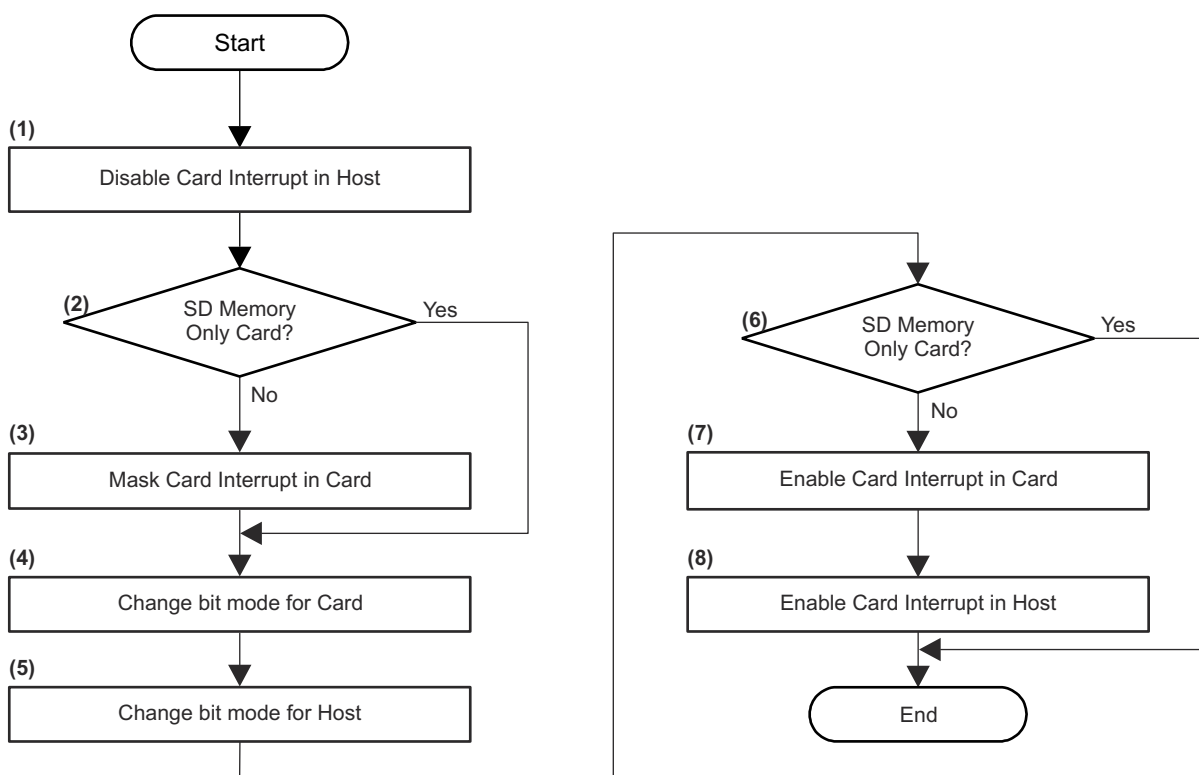 Start
(1)
Disable Card Interrupt in Host
(2)
SD Memory
Only Card?
Yes
No
(3)
Mask Card Interrupt in Card
(4)
Change bit mode for Card
(5)
Change bit mode for Host
(6)
SD Memory
Only Card?
Yes
No
(7)
Enable Card Interrupt in Card
(8)
Enable Card Interrupt in Host
End